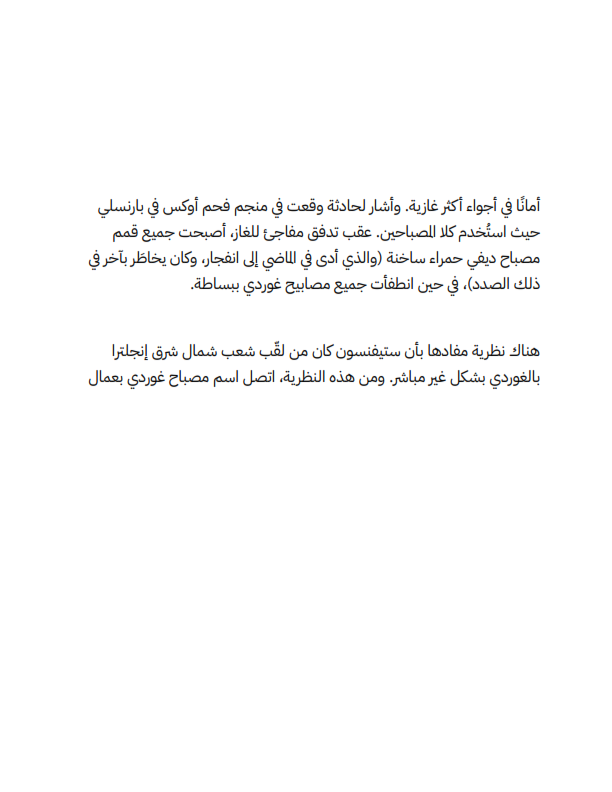 أمانًا في أجواء أكثر غازية. وأشار لحادثة وقعت في منجم فحم أوكس في بارنسلي
حيث استُخدم كلا المصباحين. عقب تدفق مفاجئ للغاز، أصبحت جميع قمم
مصباح ديفي حمراء ساخنة (والذي أدى في الماضي إلى انفجار، وكان يخاطَر بآخر في
ذلك الصدد)، في حين انطفأت جميع مصابيح غوردي ببساطة.
هناك نظرية مفادها بأن ستيفنسون كان من لقّب شعب شمال شرق إنجلترا
بالغوردي بشكل غير مباشر. ومن هذه النظرية، اتصل اسم مصباح غوردي بعمال